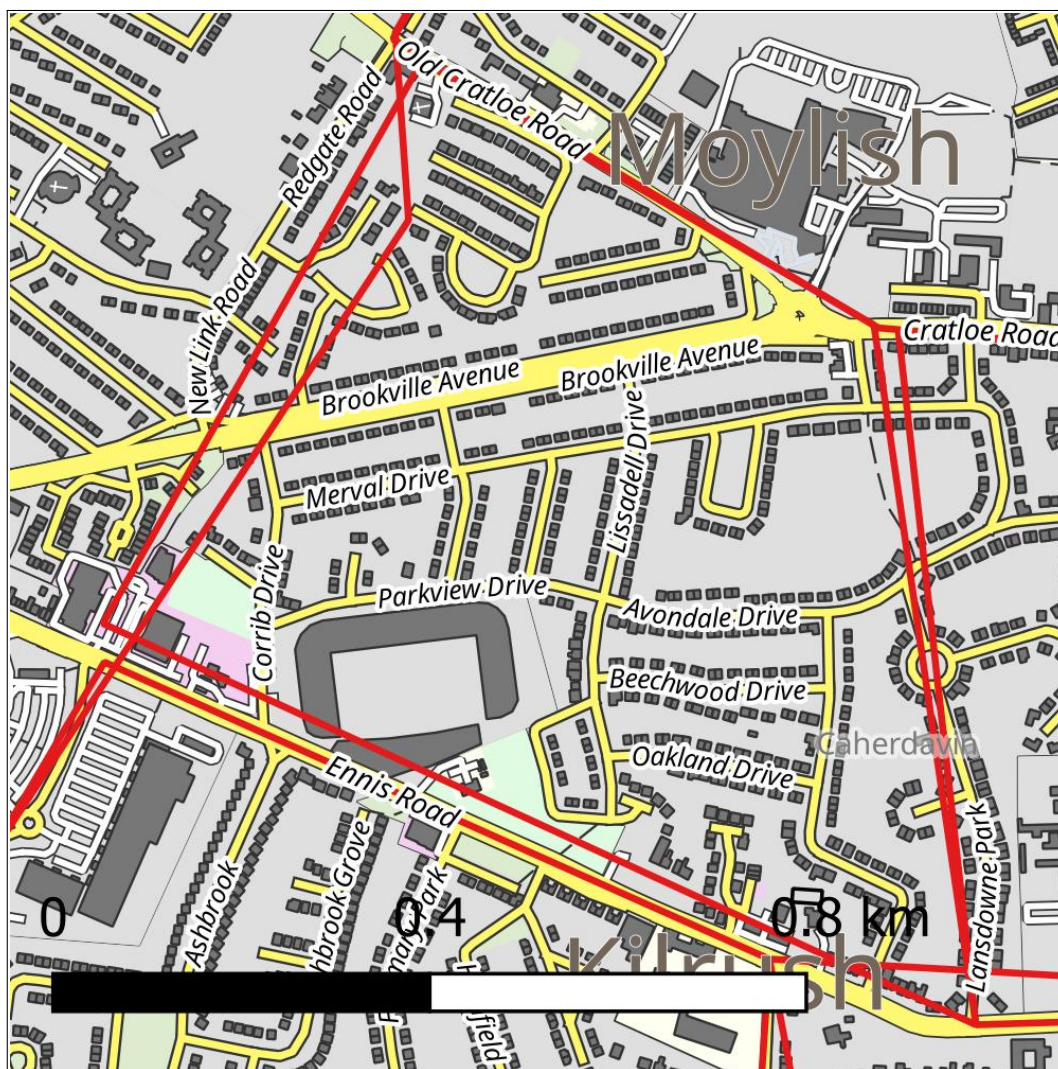 Old Cratloe Road
Moylish
Redgate Road
New Link Road
Cratloe Road
Brookville Avenue
Brookville Avenue
Lissadell Drive
Merval Drive
Parkview Drive
Avondale Drive
Corrib Drive
Beechwood Drive
Caherdavin
Oakland Drive
Ennis Road
Lansdowne Park
Ashbrook
hbrook Grove
0
0.4
0.8 km
Kilrush